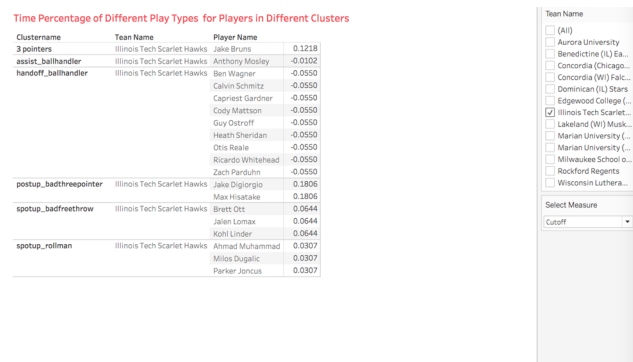 Time Percentage of Different Play Types for Players in Different Clusters
Clustername Tean Name Player Name
3 pointers Illinois Tech Scarlet Hawks Jake Bruns 0.1218
assist_ballhandler Illinois Tech Scarlet Hawks Anthony Mosley -0.0102
handoff_ballhandler Illinois Tech Scarlet Hawks Ben Wagner -0.0550
Calvin Schmitz -0.0550
Capriest Gardner -0.0550
Cody Mattson -0.0550
Guy Ostroff -0.0550
Heath Sheridan -0.0550
Otis Reale -0.0550
Ricardo Whitehead -0.0550
Zach Parduhn -0.0550
postup_badthreepointer Illinois Tech Scarlet Hawks Jake Digiorgio 0.1806
Max Hisatake 0.1806
spotup_badfreethrow Illinois Tech Scarlet Hawks Brett Ott 0.0644
Jalen Lomax 0.0644
Kohl Linder 0.0644
spotup_rollman Illinois Tech Scarlet Hawks Ahmad Muhammad 0.0307
Milos Dugalic 0.0307
Parker Joncus 0.0307
Tean Name
(All)
Aurora University
Benedictine (IL) Ea...
Concordia (Chicago...
Concordia (WI) Falc...
Dominican (IL) Stars
Edgewood College (...
Illinois Tech Scarlet...
Lakeland (WI) Musk...
Marian University (...
Marian University (...
Milwaukee School o...
Rockford Regents
Wisconsin Luthera...
Select Measure
Cutoff